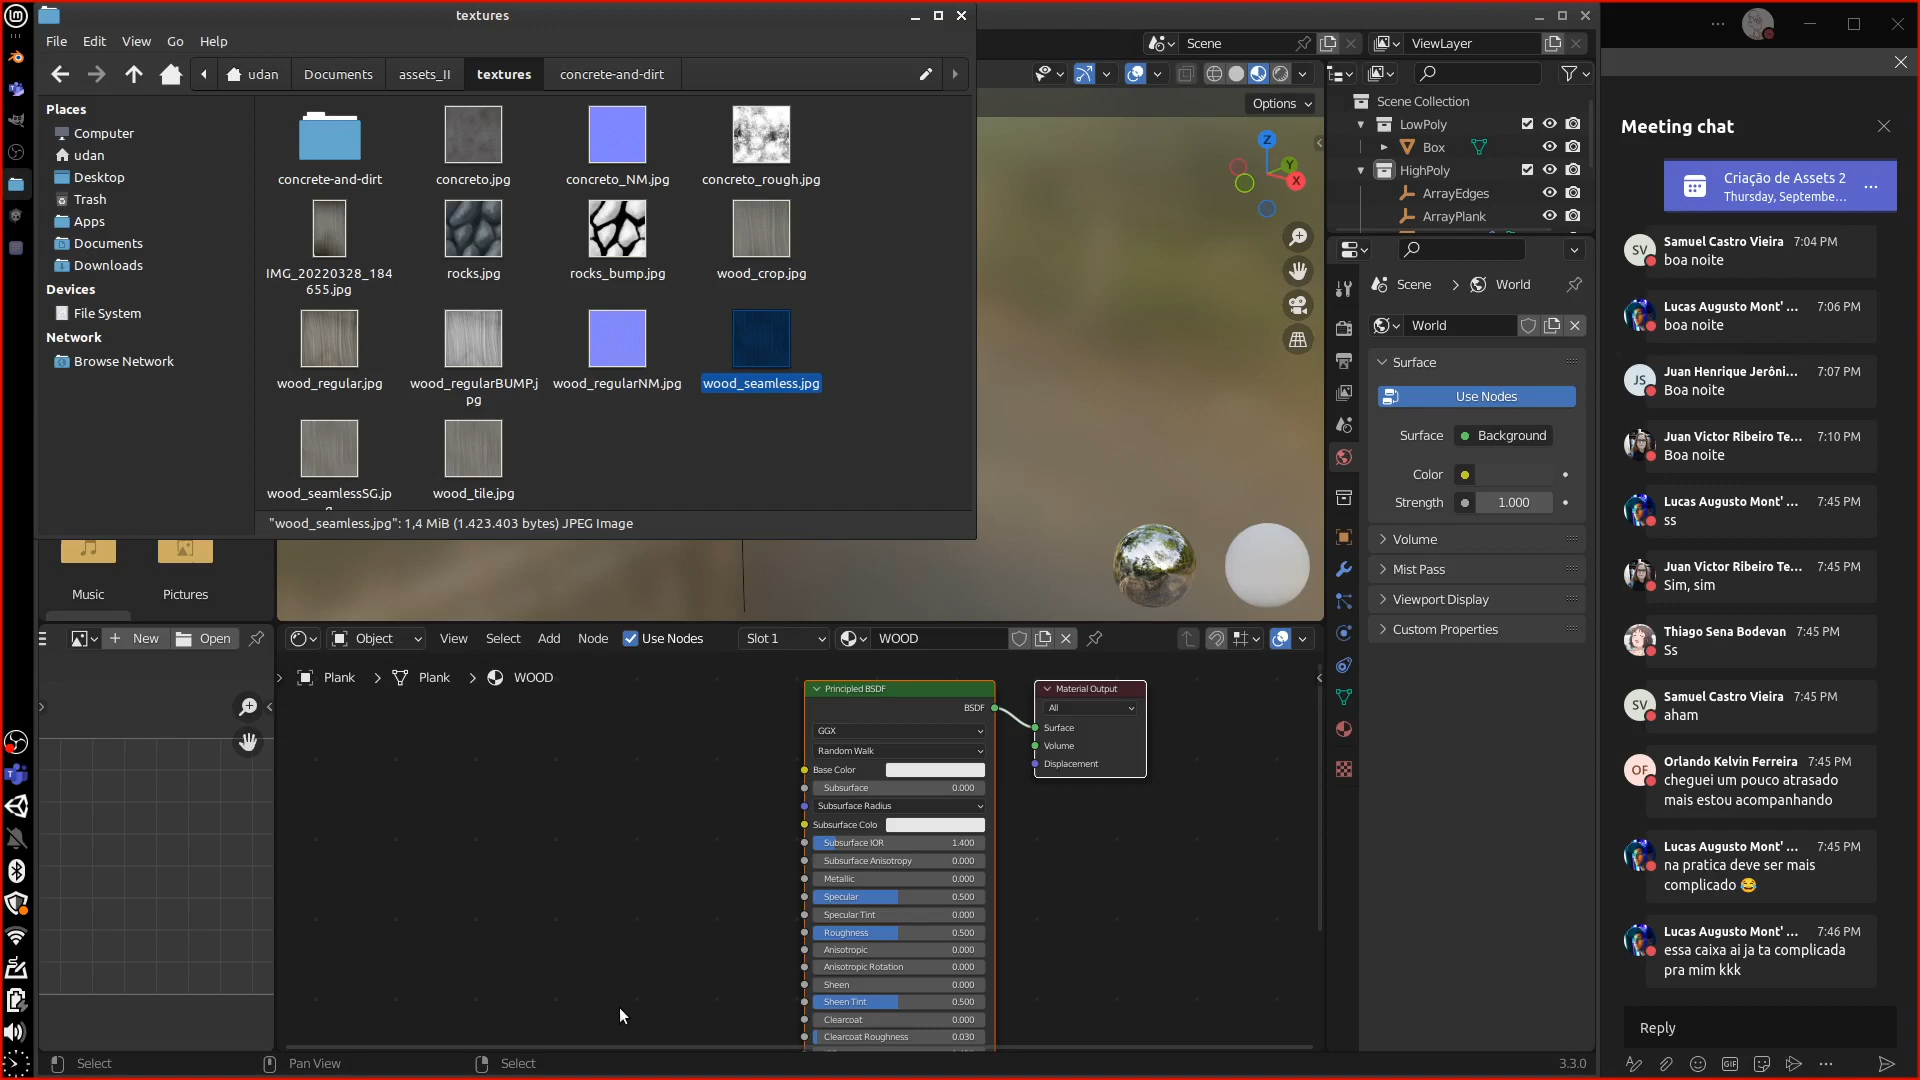 textures
File Edit View Go Help
udan Documents assets_II textures concrete-and-dirt
Places
Computer
udan
Desktop
Trash
Apps
Documents
Downloads
Devices
File System
Network
Browse Network
concrete-and-dirt
concreto.jpg
concreto_NM.jpg
concreto_rough.jpg
IMG_20220328_184
655.jpg
rocks.jpg
rocks_bump.jpg
wood_crop.jpg
wood_regular.jpg
wood_regularBUMP.j
pg
wood_regularNM.jpg
wood_seamless.jpg
wood_seamlessSG.jp
wood_tile.jpg
"wood_seamless.jpg": 1,4 MiB (1.423.403 bytes) JPEG Image
Music
Pictures
New Open
Object View Select Add Node Use Nodes Slot 1 WOOD
Plank Plank WOOD
Principled BSDF
BSDF
GGX
Random Walk
Base Color
Subsurface 0.000
Subsurface Radius
Subsurface Colo
Subsurface IOR 1.400
Subsurface Anisotropy 0.000
Metallic 0.000
Specular 0.500
Specular Tint 0.000
Roughness 0.500
Anisotropic 0.000
Anisotropic Rotation 0.000
Sheen 0.000
Sheen Tint 0.500
Clearcoat 0.000
Clearcoat Roughness 0.030
Material Output
All
Surface
Volume
Displacement
Select Pan View Select 3.3.0
Scene ViewLayer
Options
Z
Y
X
Scene Collection
LowPoly
Box
HighPoly
ArrayEdges
ArrayPlank
Scene World
World
Surface
Use Nodes
Surface Background
Color
Strength 1.000
Volume
Mist Pass
Viewport Display
Custom Properties
Meeting chat
Criação de Assets 2
Thursday, Septembe...
SV
Samuel Castro Vieira 7:04 PM
boa noite
Lucas Augusto Mont' ... 7:06 PM
boa noite
JS
Juan Henrique Jerôni... 7:07 PM
Boa noite
Juan Victor Ribeiro Te... 7:10 PM
Boa noite
Lucas Augusto Mont' ... 7:45 PM
ss
Juan Victor Ribeiro Te... 7:45 PM
Sim, sim
Thiago Sena Bodevan 7:45 PM
Ss
SV
Samuel Castro Vieira 7:45 PM
aham
OF
Orlando Kelvin Ferreira 7:45 PM
cheguei um pouco atrasado
mais estou acompanhando
Lucas Augusto Mont' ... 7:45 PM
na pratica deve ser mais
complicado 😂
Lucas Augusto Mont' ... 7:46 PM
essa caixa ai ja ta complicada
pra mim kkk
Reply
GIF